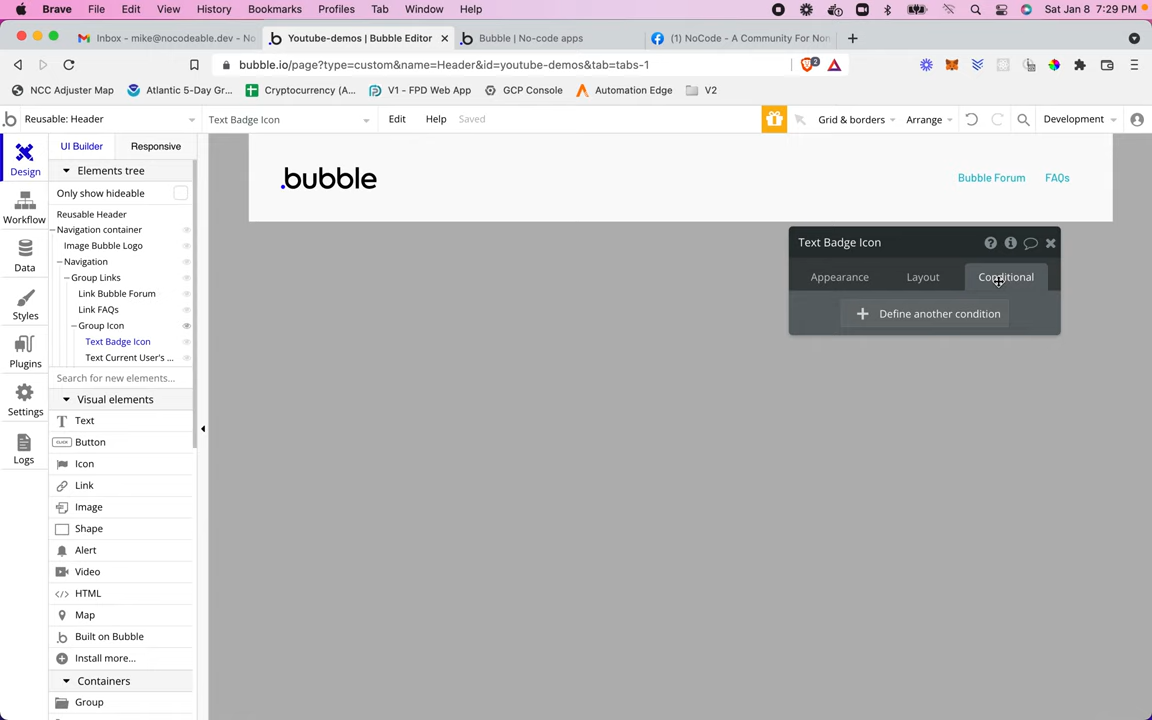 Brave File Edit View History Bookmarks Profiles Tab Window Help Sat Jan 8 7:29 PM
Inbox - mike@nocodeable.dev - No
Youtube-demos | Bubble Editor
Bubble | No-code apps
(1) NoCode - A Community For Non
bubble.io/page?type=custom&name=Header&id=youtube-demos&tab=tabs-1
2
NCC Adjuster Map Atlantic 5-Day Gr... Cryptocurrency (A... V1 - FPD Web App GCP Console Automation Edge V2
Reusable: Header Text Badge Icon Edit Help Saved Grid & borders Arrange Development
Design
Workflow
Data
Styles
Plugins
Settings
Logs
UI Builder Responsive
Elements tree
Only show hideable
Reusable Header
Navigation container
Image Bubble Logo
Navigation
Group Links
Link Bubble Forum
Link FAQs
Group Icon
Text Badge Icon
Text Current User's ...
Search for new elements...
Visual elements
Text
CLICK Button
Icon
Link
Image
Shape
Alert
Video
HTML
Map
Built on Bubble
Install more...
Containers
Group
.bubble
Bubble Forum FAQs
Text Badge Icon
Appearance Layout Conditional
Define another condition